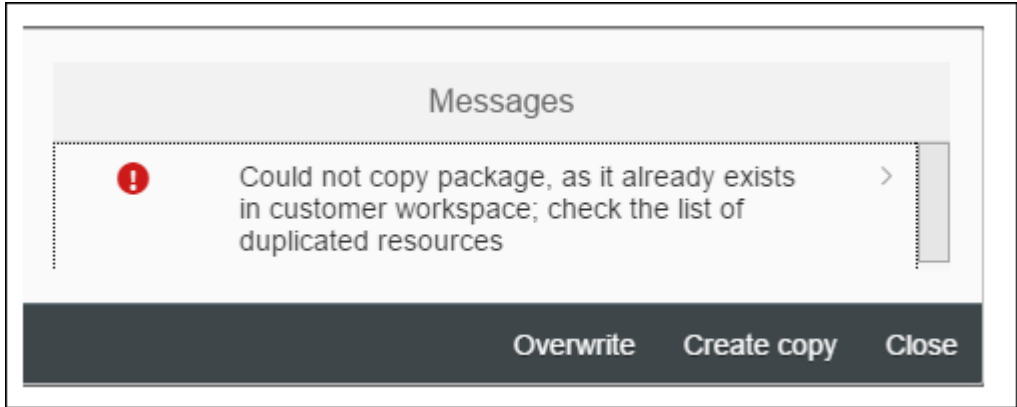 Messages
Could not copy package, as it already exists
in customer workspace; check the list of
duplicated resources
Overwrite Create copy Close